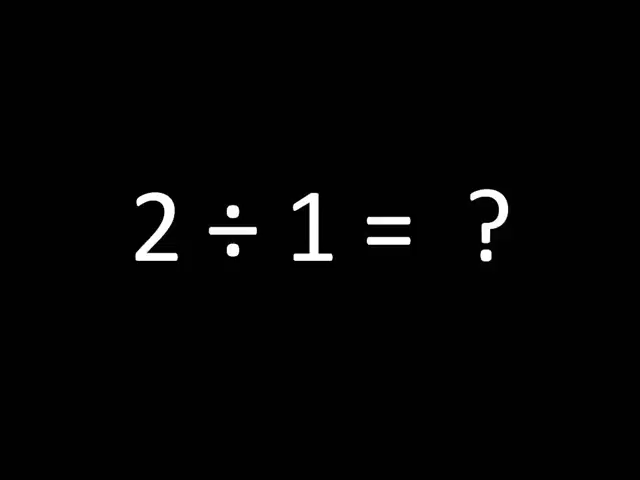 2 ÷ 1 = ?